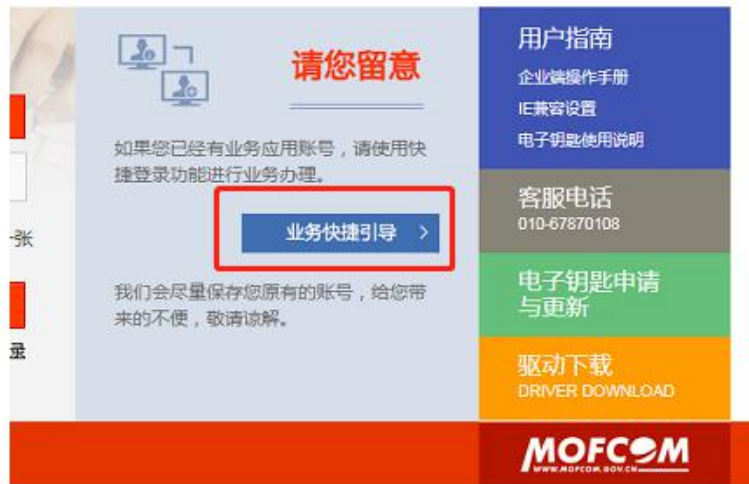 请您留意
如果您已经有业务应用账号，请使用快
捷登录功能进行业务办理。
业务快捷引导 >
张
我们会尽量保存您原有的账号，给您带
来的不便，敬请谅解。
录
用户指南
企业端操作手册
IE兼容设置
电子钥匙使用说明
客服电话
010-67870108
电子钥匙申请
与更新
驱动下载
DRIVER DOWNLOAD
MOFCOM
WWW.MOFCOM.GOV.CN